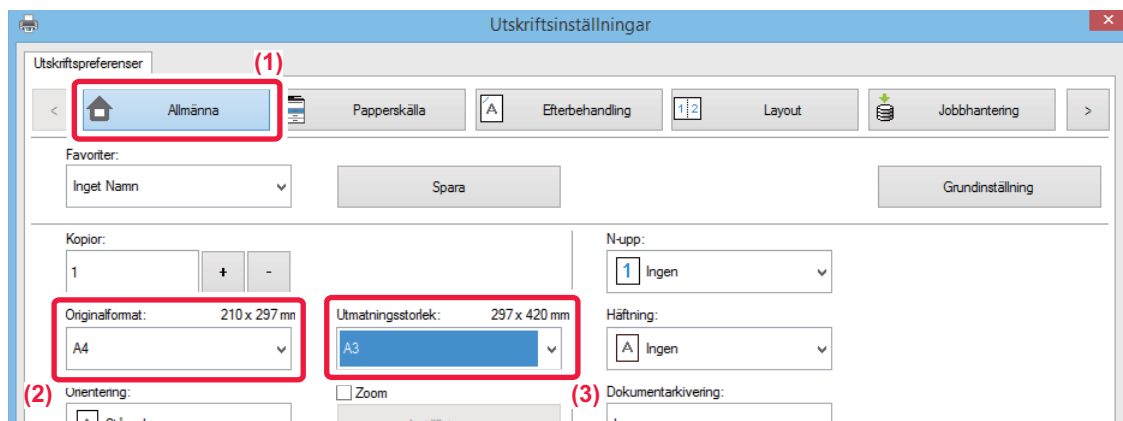 Utskriftsinställningar
Utskriftspreferenser
(1)
< Allmänna Papperskälla Efterbehandling Layout Jobbhantering >
Favoriter:
Inget Namn Spara Grundinställning
Kopior: N-upp:
1 + - 1 Ingen
Originalformat: 210 x 297 mm Utmatningsstorlek: 297 x 420 mm Häftning:
A4 A3 Ingen
(2) Orientering: Zoom (3) Dokumentarkivering: